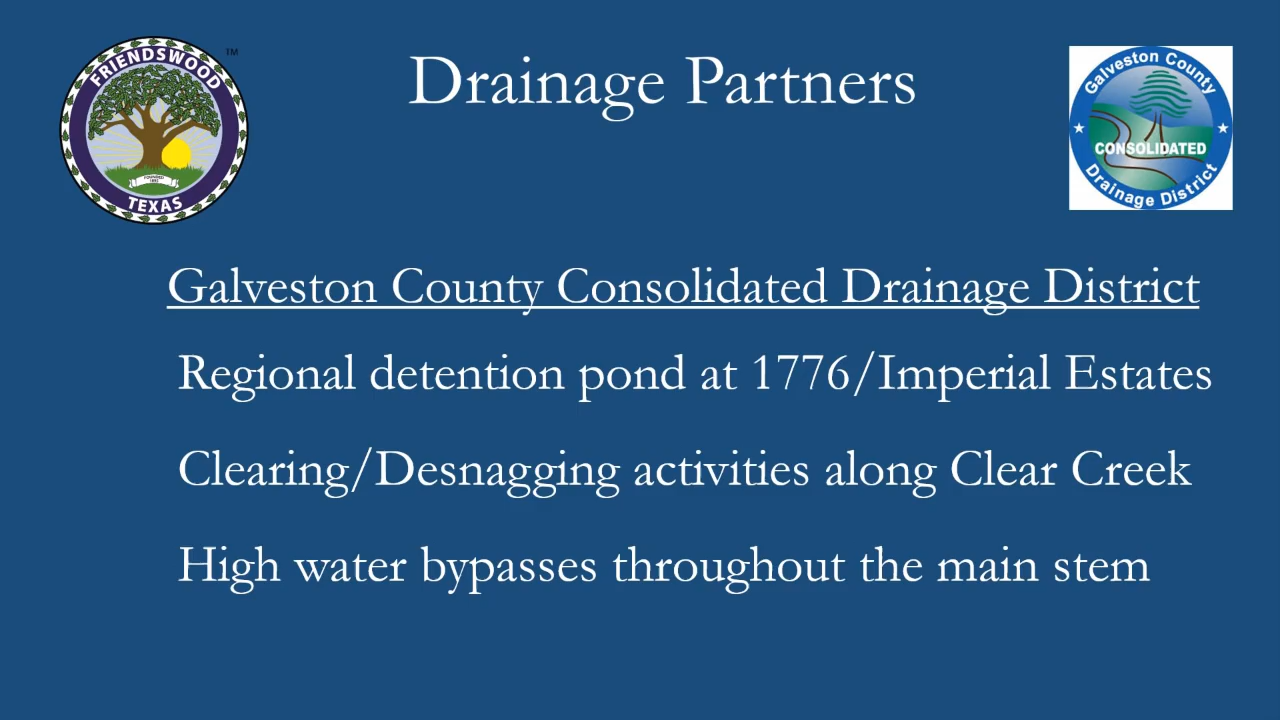 FRIENDSWOOD
TEXAS
TM
Drainage Partners
Galveston County
CONSOLIDATED
Drainage District
Galveston County Consolidated Drainage District
Regional detention pond at 1776/Imperial Estates
Clearing/Desnagging activities along Clear Creek
High water bypasses throughout the main stem